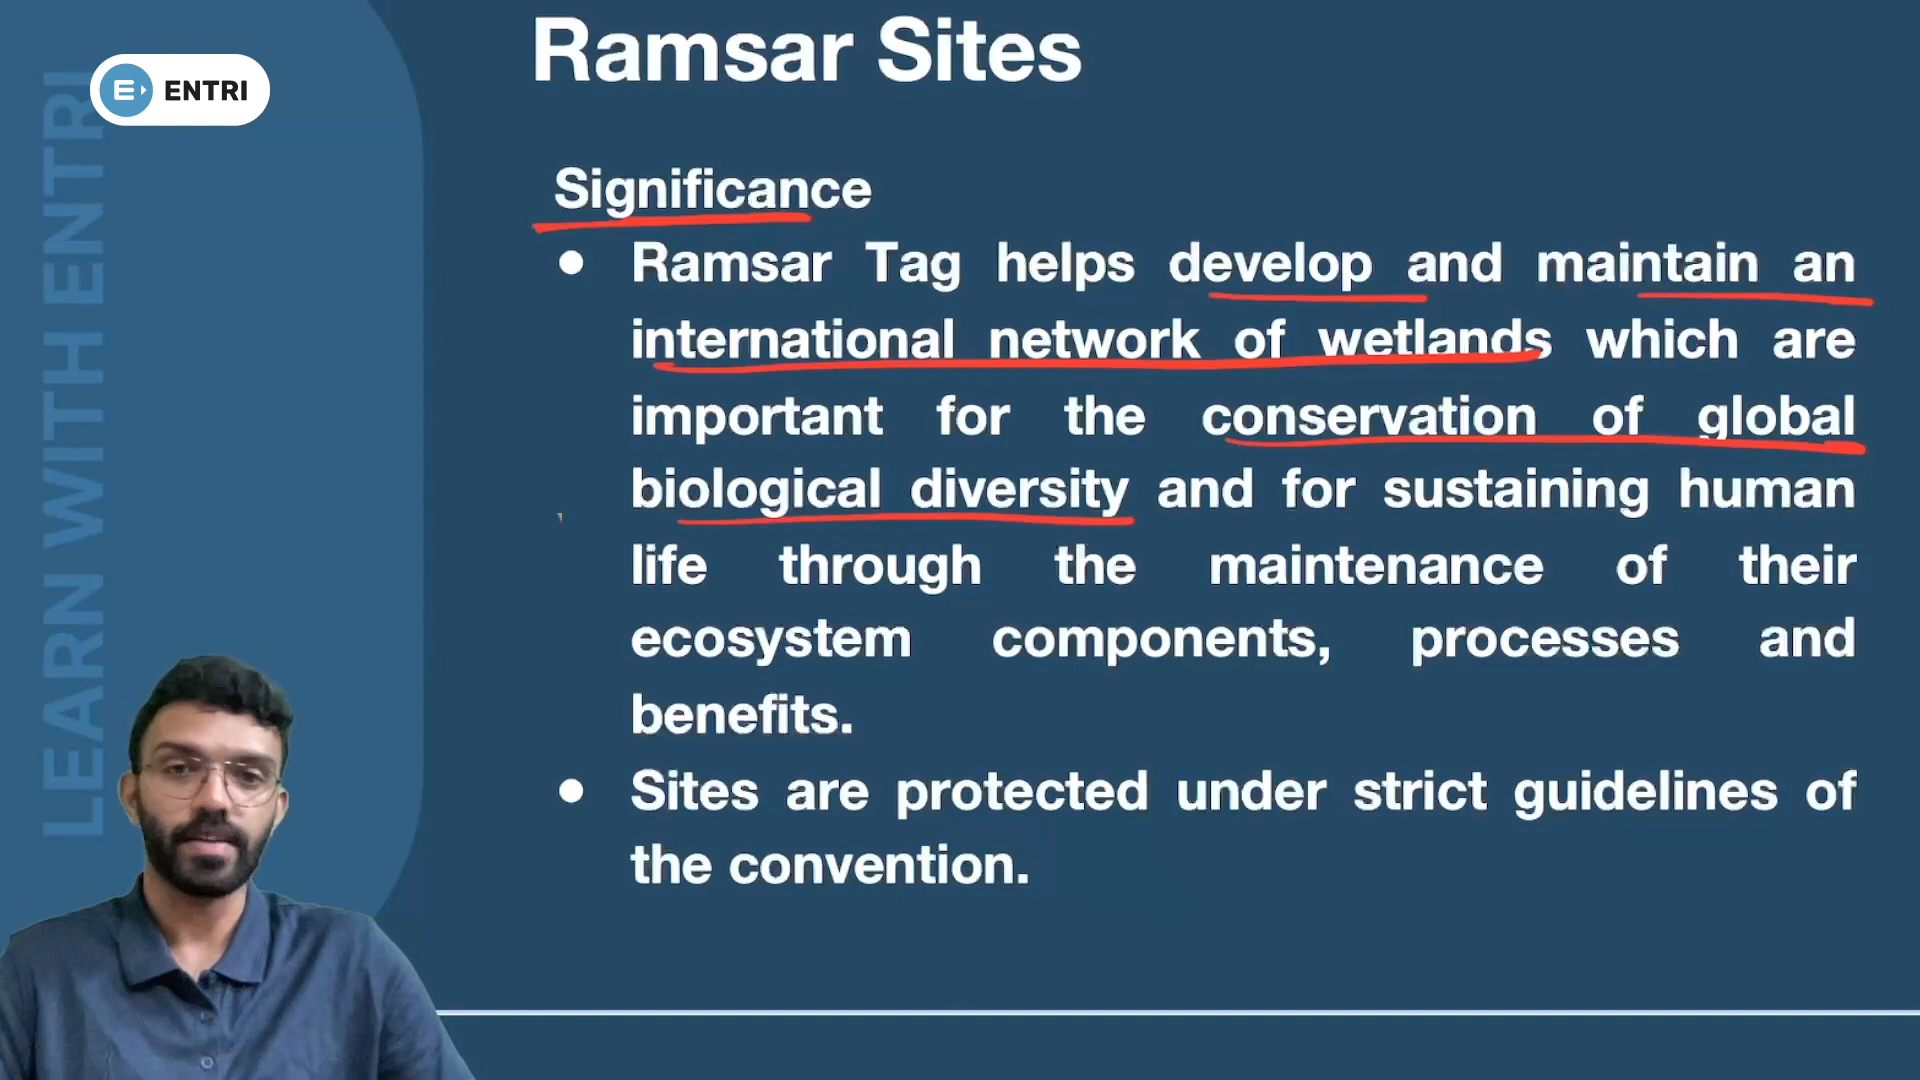 LEARN WITH ENTRI
ENTRI
Ramsar Sites
Significance
• Ramsar Tag helps develop and maintain an
international network of wetlands which are
important for the conservation of global
biological diversity and for sustaining human
life through the maintenance of their
ecosystem components, processes and
benefits.
• Sites are protected under strict guidelines of
the convention.